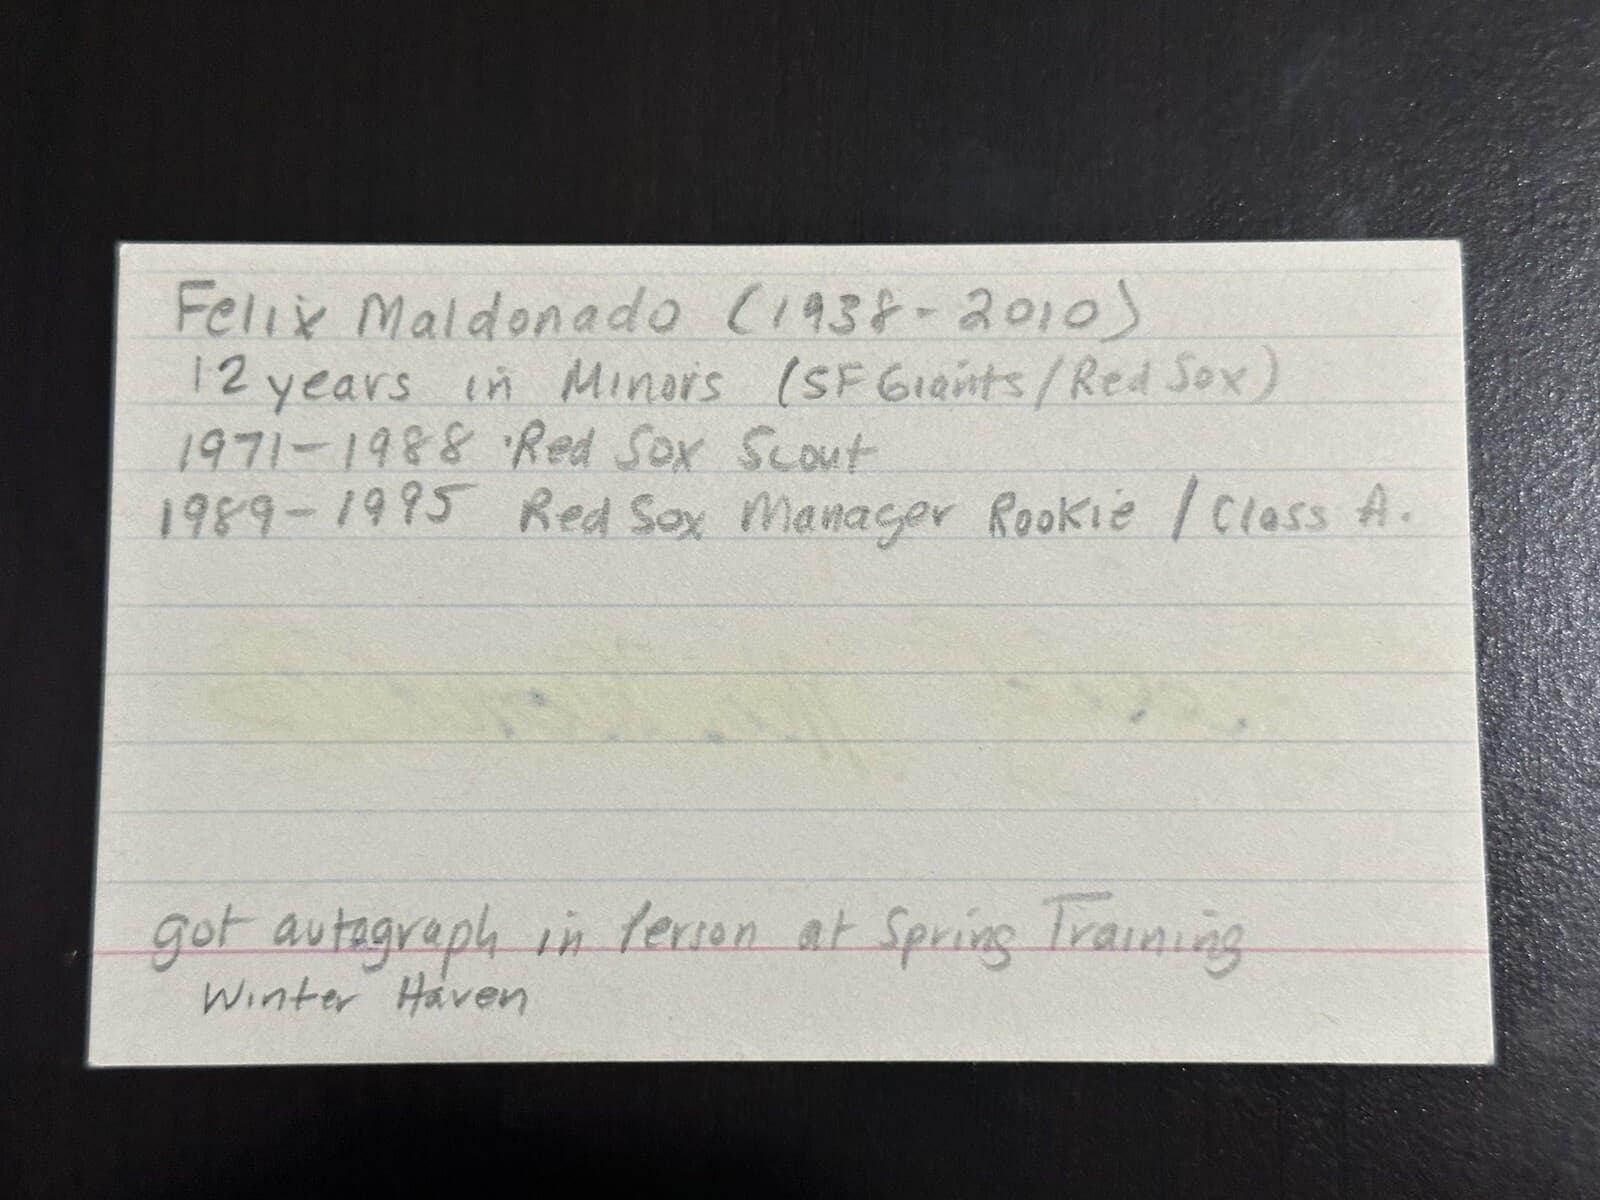 Felix Maldonado (1938-2010)
12 years in Minors (SF Giants/Red Sox)
1971-1988 Red Sox Scout
1989-1995 Red Sox Manager Rookie / Class A.
got autograph in Person at Spring Training
Winter Haven